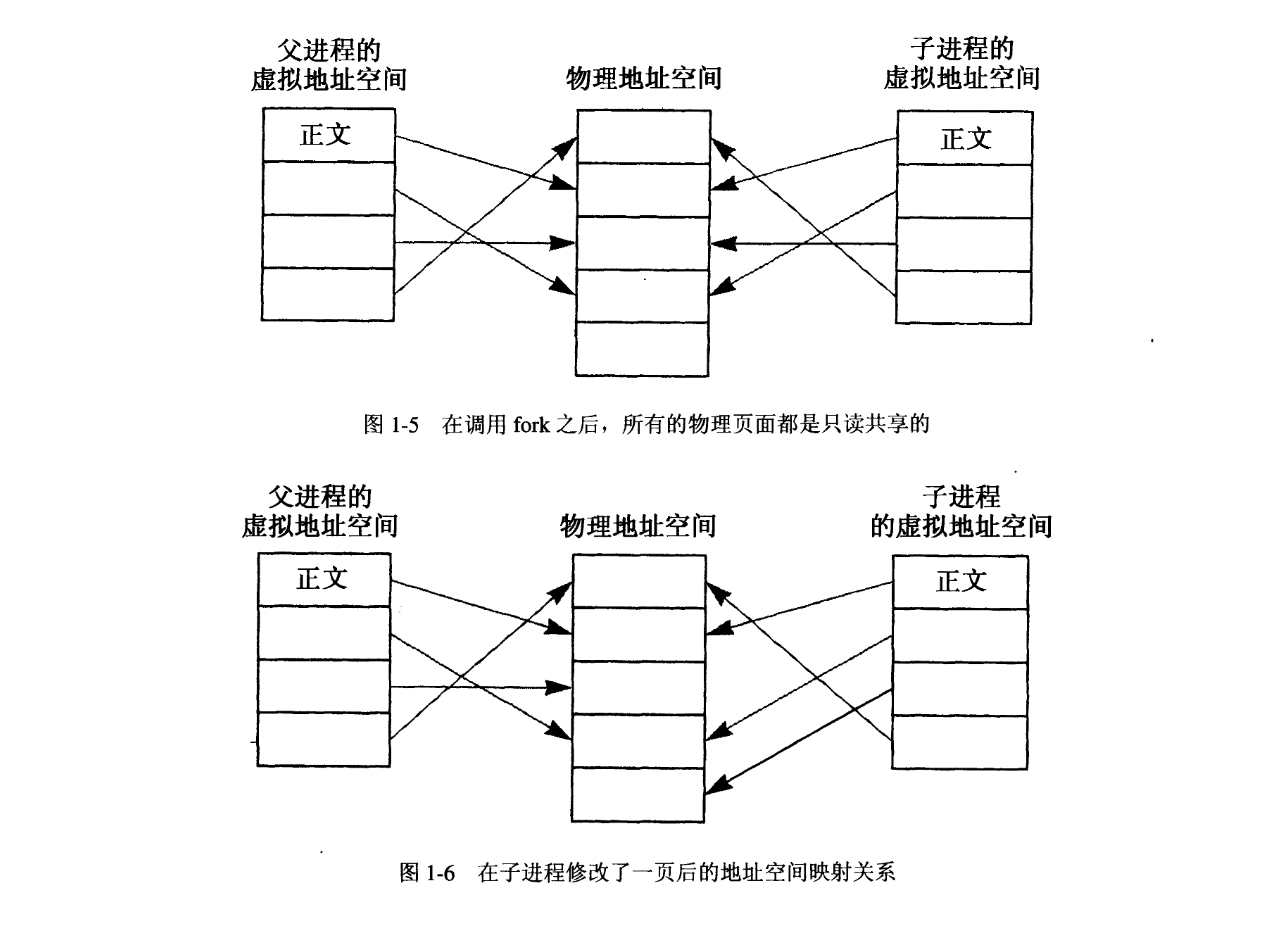 父进程的
虚拟地址空间
物理地址空间
子进程的
虚拟地址空间
正文
正文
图 1-5 在调用 fork 之后，所有的物理页面都是只读共享的
父进程的
虚拟地址空间
物理地址空间
子进程
的虚拟地址空间
正文
正文
图 1-6 在子进程修改了一页后的地址空间映射关系